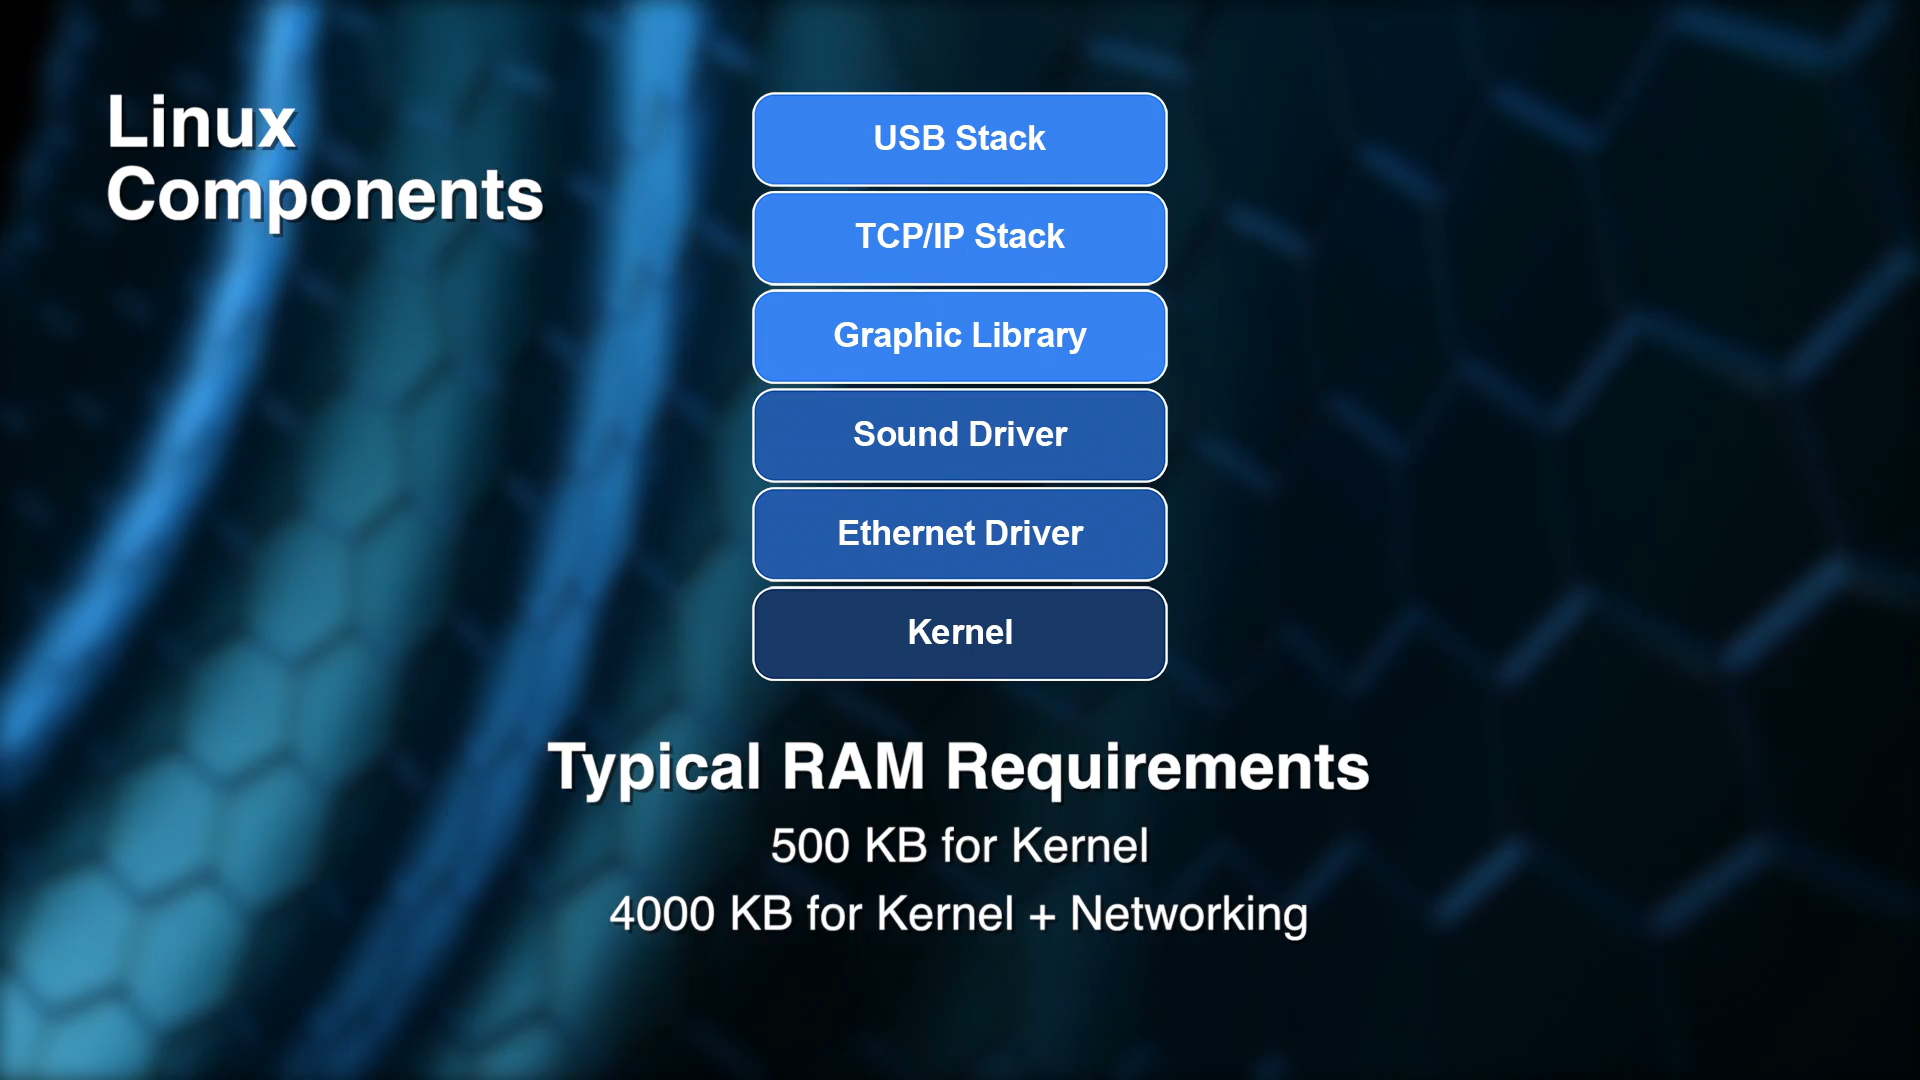 Linux
Components
USB Stack
TCP/IP Stack
Graphic Library
Sound Driver
Ethernet Driver
Kernel
Typical RAM Requirements
500 KB for Kernel
4000 KB for Kernel + Networking